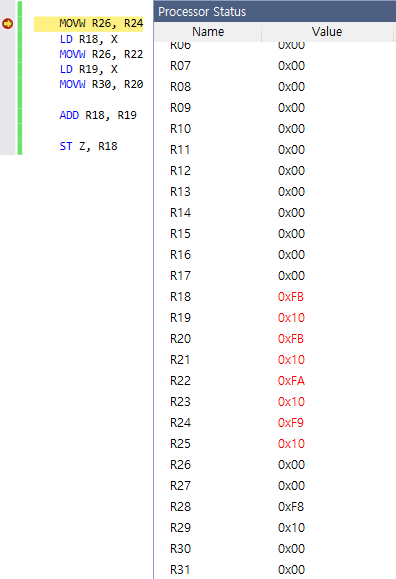 MOVW R26, R24
LD R18, X
MOVW R26, R22
LD R19, X
MOVW R30, R20
ADD R18, R19
ST Z, R18
Processor Status
Name Value
R06 0x00
R07 0x00
R08 0x00
R09 0x00
R10 0x00
R11 0x00
R12 0x00
R13 0x00
R14 0x00
R15 0x00
R16 0x00
R17 0x00
R18 0xFB
R19 0x10
R20 0xFB
R21 0x10
R22 0xFA
R23 0x10
R24 0xF9
R25 0x10
R26 0x00
R27 0x00
R28 0xF8
R29 0x10
R30 0x00
R31 0x00